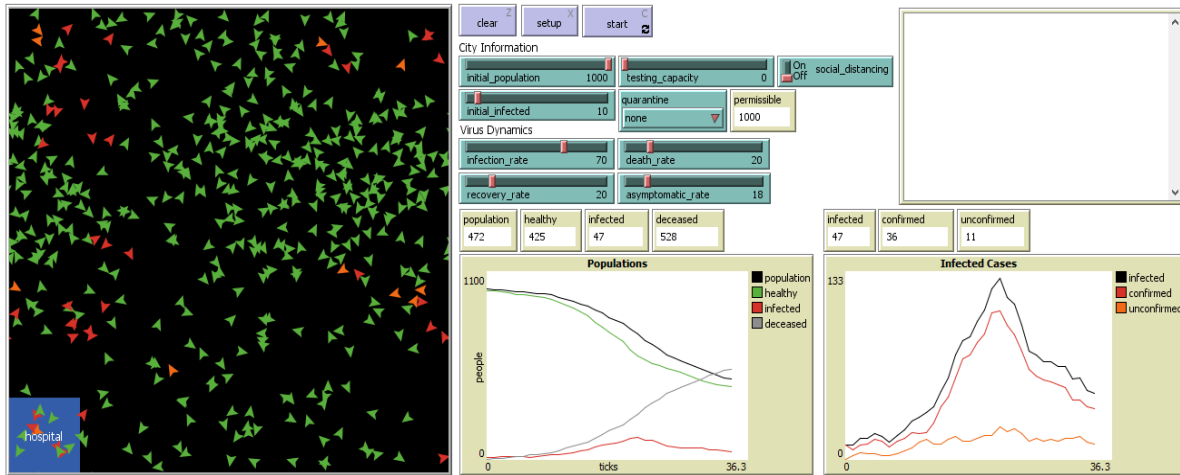 clear Z
setup X
start C
City Information
initial_population 1000
testing_capacity 0
On
Off
social_distancing
initial_infected 10
quarantine
none
permissible
1000
Virus Dynamics
infection_rate 70
death_rate 20
recovery_rate 20
asymptomatic_rate 18
population
472
healthy
425
infected
47
deceased
528
infected
47
confirmed
36
unconfirmed
11
Populations
1100
people
0
0
ticks
36.3
population
healthy
infected
deceased
Infected Cases
133
0
0
36.3
infected
confirmed
unconfirmed
hospital